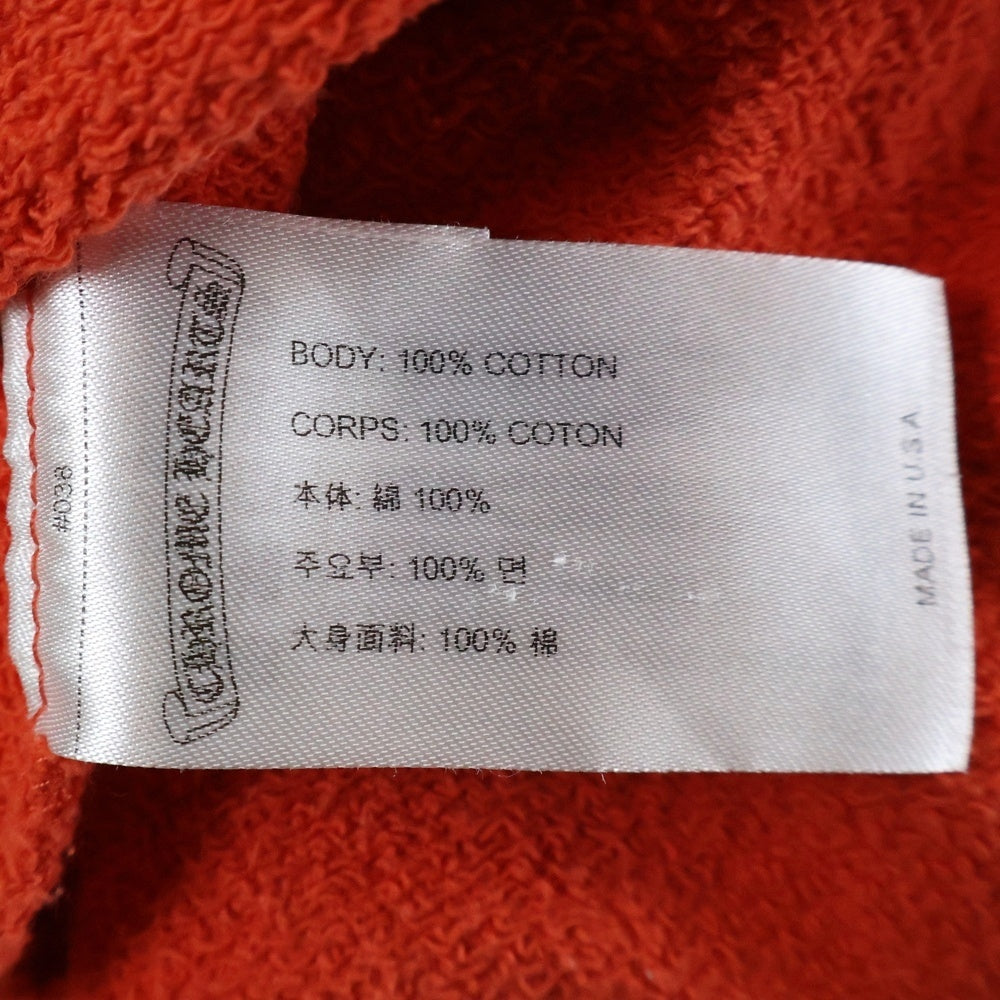 #038
CHROME HEARTS
BODY: 100% COTTON
CORPS: 100% COTON
本体: 綿 100%
주요부: 100% 면
大身面料: 100% 棉
MADE IN U.S.A